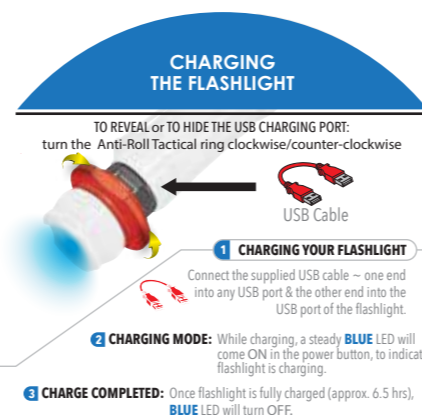 CHARGING
THE FLASHLIGHT
TO REVEAL or TO HIDE THE USB CHARGING PORT:
turn the Anti-Roll Tactical ring clockwise/counter-clockwise
USB Cable
1 CHARGING YOUR FLASHLIGHT
Connect the supplied USB cable ~ one end
into any USB port & the other end into the
USB port of the flashlight.
2 CHARGING MODE: While charging, a steady BLUE LED will
come ON in the power button, to indicat
flashlight is charging.
3 CHARGE COMPLETED: Once flashlight is fully charged (approx. 6.5 hrs),
BLUE LED will turn OFF.